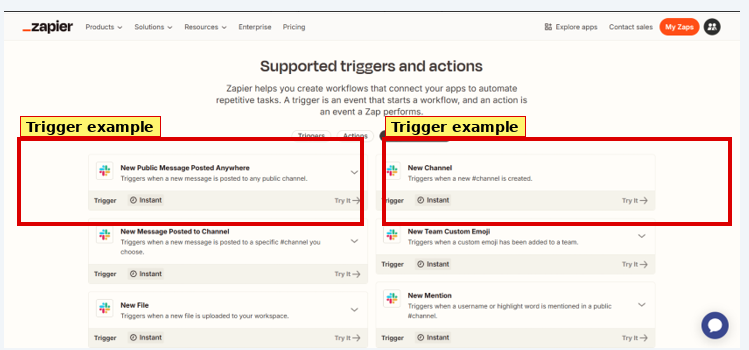 _zapier
Products
Solutions
Resources
Enterprise
Pricing
Explore apps
Contact sales
My Zaps
Supported triggers and actions
Zapier helps you create workflows that connect your apps to automate
repetitive tasks. A trigger is an event that starts a workflow, and an action is
an event a Zap performs.
Trigger example
Trigger example
Triggers
Actions
New Public Message Posted Anywhere
Triggers when a new message is posted to any public channel.
Trigger
Instant
Try It
New Channel
Triggers when a new #channel is created.
Trigger
Instant
Try It
New Message Posted to Channel
Triggers when a new message is posted to a specific #channel you
choose.
Trigger
Instant
Try It
New Team Custom Emoji
Triggers when a custom emoji has been added to a team.
Trigger
Instant
Try It
New File
Triggers when a new file is uploaded to your workspace.
Trigger
Instant
Try It
New Mention
Triggers when a username or highlight word is mentioned in a public
#channel.
Trigger
Instant
Try It